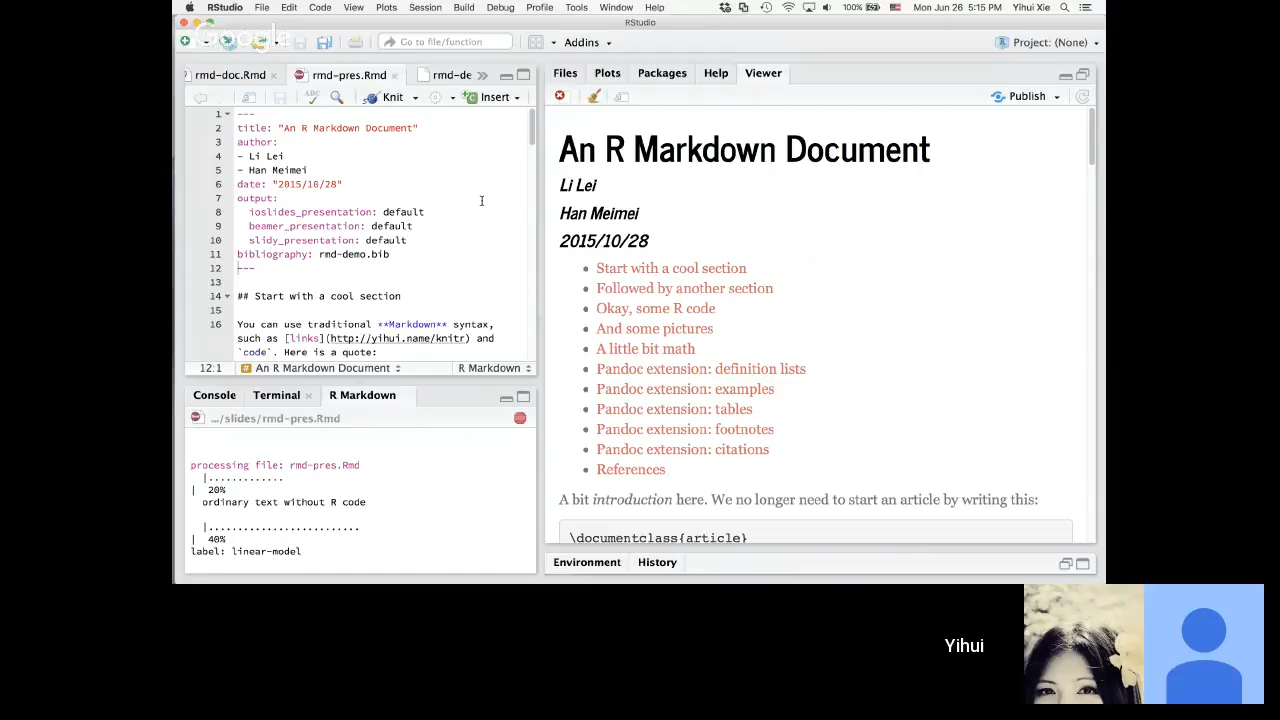 RStudio File Edit Code View Plots Session Build Debug Profile Tools Window Help 100% Mon Jun 26 5:15 PM Yihui Xie
RStudio
Google
Go to file/function Addins Project: (None)
rmd-doc.Rmd rmd-pres.Rmd rmd-de
Knit Insert
1 ---
2 title: "An R Markdown Document"
3 author:
4 - Li Lei
5 - Han Meimei
6 date: "2015/10/28"
7 output:
8 ioslides_presentation: default
9 beamer_presentation: default
10 slidy_presentation: default
11 bibliography: rmd-demo.bib
12 ---
13
14 ## Start with a cool section
15
16 You can use traditional **Markdown** syntax,
such as [links](http://yihui.name/knitr) and
`code`. Here is a quote:
12:1 An R Markdown Document R Markdown
Console Terminal R Markdown
.../slides/rmd-pres.Rmd
processing file: rmd-pres.Rmd
|.............
| 20%
ordinary text without R code
|..........................
| 40%
label: linear-model
Files Plots Packages Help Viewer
Publish
An R Markdown Document
Li Lei
Han Meimei
2015/10/28
Start with a cool section
Followed by another section
Okay, some R code
And some pictures
A little bit math
Pandoc extension: definition lists
Pandoc extension: examples
Pandoc extension: tables
Pandoc extension: footnotes
Pandoc extension: citations
References
A bit introduction here. We no longer need to start an article by writing this:
\documentclass{article}
Environment History
Yihui